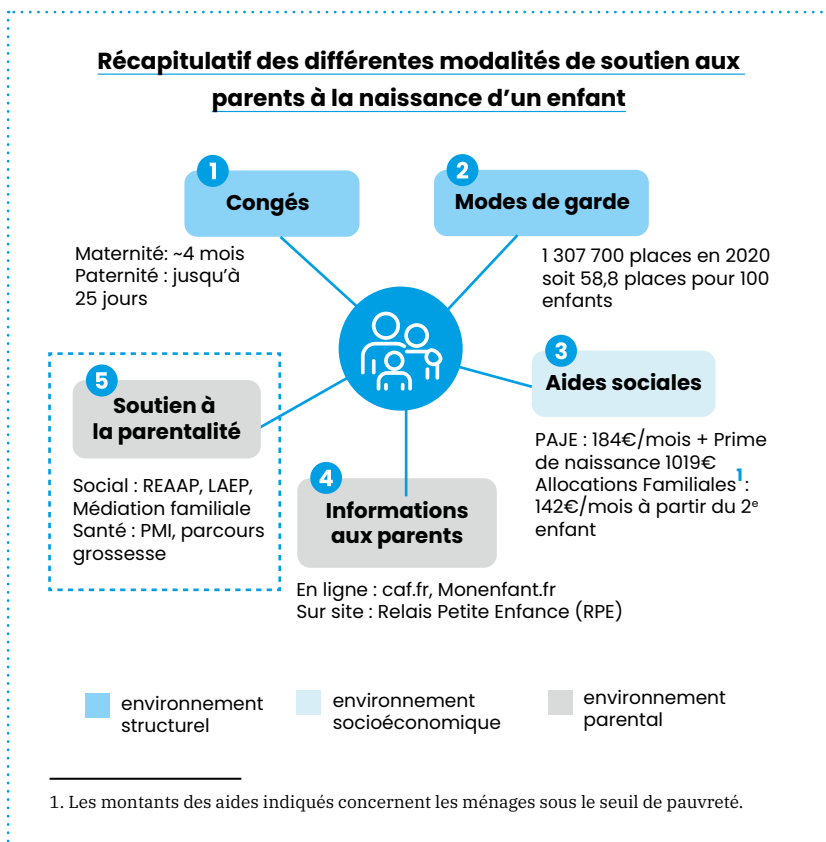 Récapitulatif des différentes modalités de soutien aux
parents à la naissance d'un enfant
1
Congés
Maternité: ~4 mois
Paternité : jusqu'à
25 jours
2
Modes de garde
1 307 700 places en 2020
soit 58,8 places pour 100
enfants
3
Aides sociales
PAJE : 184€/mois + Prime
de naissance 1019€
Allocations Familiales¹ :
142€/mois à partir du 2ᵉ
enfant
4
Informations
aux parents
En ligne : caf.fr, Monenfant.fr
Sur site : Relais Petite Enfance (RPE)
5
Soutien à
la parentalité
Social : REAAP, LAEP,
Médiation familiale
Santé : PMI, parcours
grossesse
environnement
structurel
environnement
socioéconomique
environnement
parental
1. Les montants des aides indiqués concernent les ménages sous le seuil de pauvreté.